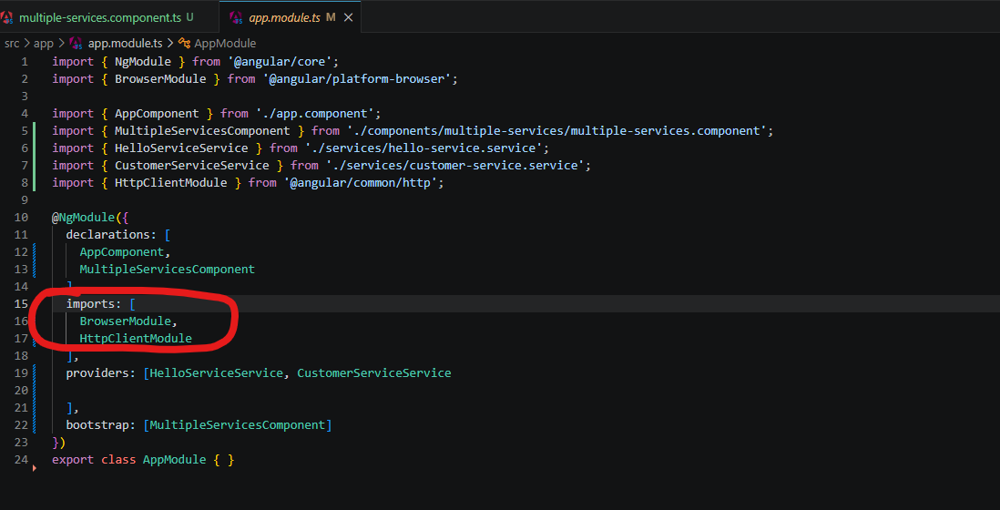 multiple-services.component.ts U
app.module.ts M
src > app > app.module.ts > AppModule
1 import { NgModule } from '@angular/core';
2 import { BrowserModule } from '@angular/platform-browser';
3
4 import { AppComponent } from './app.component';
5 import { MultipleServicesComponent } from './components/multiple-services/multiple-services.component';
6 import { HelloServiceService } from './services/hello-service.service';
7 import { CustomerServiceService } from './services/customer-service.service';
8 import { HttpClientModule } from '@angular/common/http';
9
10 @NgModule({
11 declarations: [
12 AppComponent,
13 MultipleServicesComponent
14 ]
15 imports: [
16 BrowserModule,
17 HttpClientModule
18 ],
19 providers: [HelloServiceService, CustomerServiceService
20
21 ],
22 bootstrap: [MultipleServicesComponent]
23 })
24 export class AppModule { }